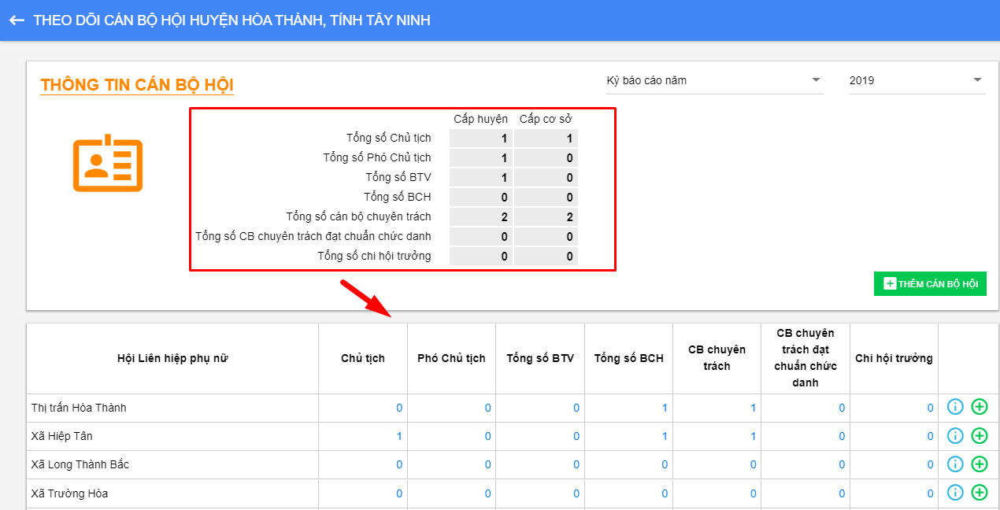 THEO DÕI CÁN BỘ HỘI HUYỆN HÒA THÀNH, TỈNH TÂY NINH
THÔNG TIN CÁN BỘ HỘI
Kỳ báo cáo năm 2019
Cấp huyện Cấp cơ sở
Tổng số Chủ tịch 1 1
Tổng số Phó Chủ tịch 1 0
Tổng số BTV 1 0
Tổng số BCH 0 0
Tổng số cán bộ chuyên trách 2 2
Tổng số CB chuyên trách đạt chuẩn chức danh 0 0
Tổng số chi hội trưởng 0 0
THÊM CÁN BỘ HỘI
Hội Liên hiệp phụ nữ Chủ tịch Phó Chủ tịch Tổng số BTV Tổng số BCH CB chuyên trách CB chuyên trách đạt chuẩn chức danh Chi hội trưởng
Thị trấn Hòa Thành 0 0 0 1 1 0 0
Xã Hiệp Tân 1 0 0 1 1 0 0
Xã Long Thành Bắc 0 0 0 0 0 0 0
Xã Trường Hòa 0 0 0 0 0 0 0